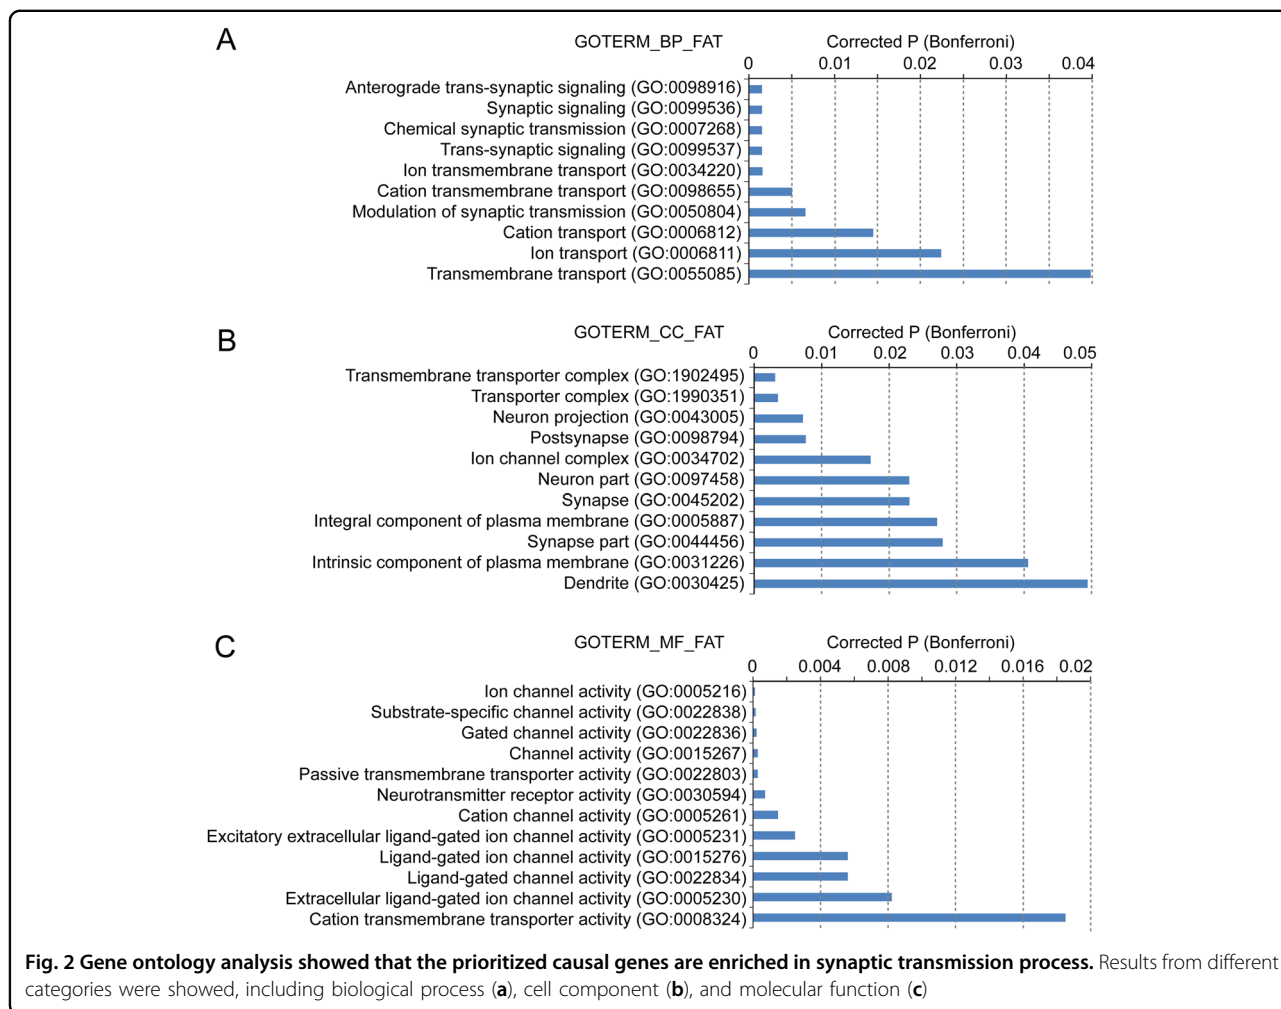 A
GOTERM_BP_FAT Corrected P (Bonferroni)
0 0.01 0.02 0.03 0.04
Anterograde trans-synaptic signaling (GO:0098916)
Synaptic signaling (GO:0099536)
Chemical synaptic transmission (GO:0007268)
Trans-synaptic signaling (GO:0099537)
Ion transmembrane transport (GO:0034220)
Cation transmembrane transport (GO:0098655)
Modulation of synaptic transmission (GO:0050804)
Cation transport (GO:0006812)
Ion transport (GO:0006811)
Transmembrane transport (GO:0055085)
B
GOTERM_CC_FAT Corrected P (Bonferroni)
0 0.01 0.02 0.03 0.04 0.05
Transmembrane transporter complex (GO:1902495)
Transporter complex (GO:1990351)
Neuron projection (GO:0043005)
Postsynapse (GO:0098794)
Ion channel complex (GO:0034702)
Neuron part (GO:0097458)
Synapse (GO:0045202)
Integral component of plasma membrane (GO:0005887)
Synapse part (GO:0044456)
Intrinsic component of plasma membrane (GO:0031226)
Dendrite (GO:0030425)
C
GOTERM_MF_FAT Corrected P (Bonferroni)
0 0.004 0.008 0.012 0.016 0.02
Ion channel activity (GO:0005216)
Substrate-specific channel activity (GO:0022838)
Gated channel activity (GO:0022836)
Channel activity (GO:0015267)
Passive transmembrane transporter activity (GO:0022803)
Neurotransmitter receptor activity (GO:0030594)
Cation channel activity (GO:0005261)
Excitatory extracellular ligand-gated ion channel activity (GO:0005231)
Ligand-gated ion channel activity (GO:0015276)
Ligand-gated channel activity (GO:0022834)
Extracellular ligand-gated ion channel activity (GO:0005230)
Cation transmembrane transporter activity (GO:0008324)
Fig. 2 Gene ontology analysis showed that the prioritized causal genes are enriched in synaptic transmission process. Results from different
categories were showed, including biological process (a), cell component (b), and molecular function (c)